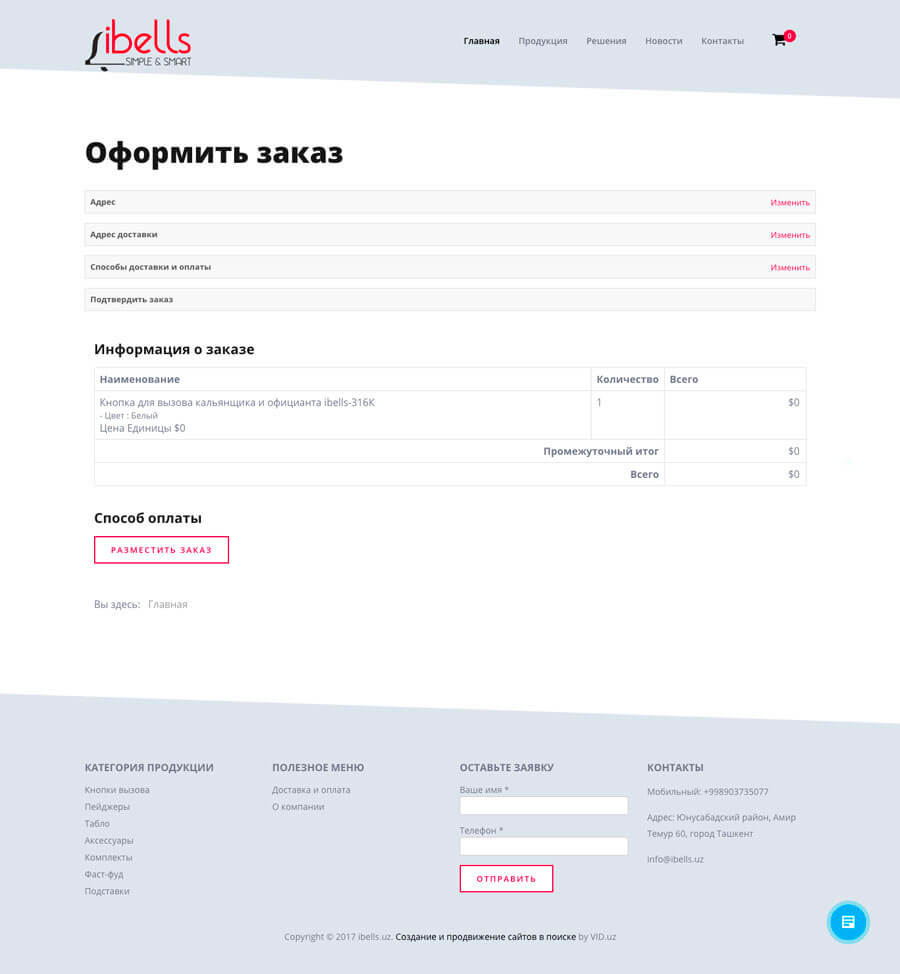 ibells
SIMPLE & SMART
Главная Продукция Решения Новости Контакты 0
Оформить заказ
Адрес Изменить
Адрес доставки Изменить
Способы доставки и оплаты Изменить
Подтвердить заказ
Информация о заказе
Наименование Количество Всего
Кнопка для вызова кальянщика и официанта ibells-316K 1 $0
- Цвет : Белый
Цена Единицы $0
Промежуточный итог $0
Всего $0
Способ оплаты
РАЗМЕСТИТЬ ЗАКАЗ
Вы здесь: Главная
КАТЕГОРИЯ ПРОДУКЦИИ
Кнопки вызова
Пейджеры
Табло
Аксессуары
Комплекты
Фаст-фуд
Подставки
ПОЛЕЗНОЕ МЕНЮ
Доставка и оплата
О компании
ОСТАВЬТЕ ЗАЯВКУ
Ваше имя *
Телефон *
ОТПРАВИТЬ
КОНТАКТЫ
Мобильный: +998903735077
Адрес: Юнусабадский район, Амир
Темур 60, город Ташкент
info@ibells.uz
Copyright © 2017 ibells.uz. Создание и продвижение сайтов в поиске by VID.uz